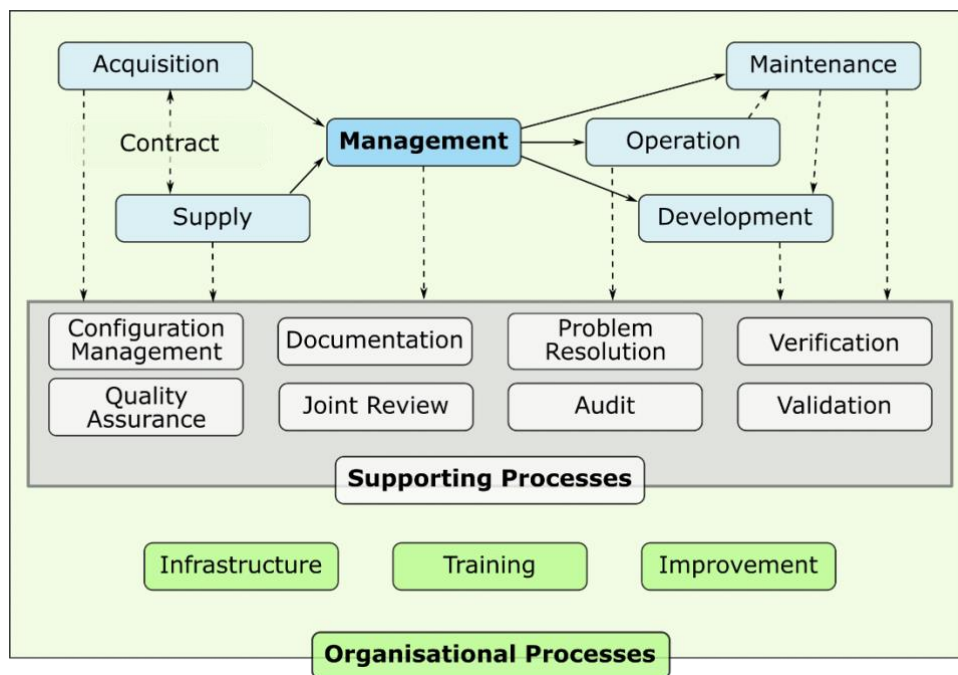 Acquisition
Maintenance
Contract
Management
Operation
Supply
Development
Configuration
Management
Documentation
Problem
Resolution
Verification
Quality
Assurance
Joint Review
Audit
Validation
Supporting Processes
Infrastructure
Training
Improvement
Organisational Processes